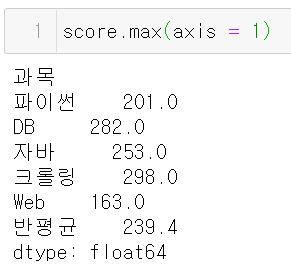 1 score.max(axis = 1)
과목
파이썬 201.0
DB 282.0
자바 253.0
크롤링 298.0
Web 163.0
반평균 239.4
dtype: float64